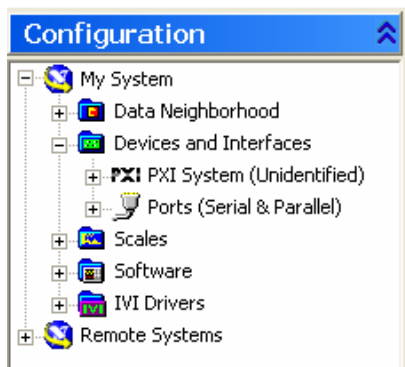 Configuration
My System
Data Neighborhood
Devices and Interfaces
PXI PXI System (Unidentified)
Ports (Serial & Parallel)
Scales
Software
IVI IVI Drivers
Remote Systems